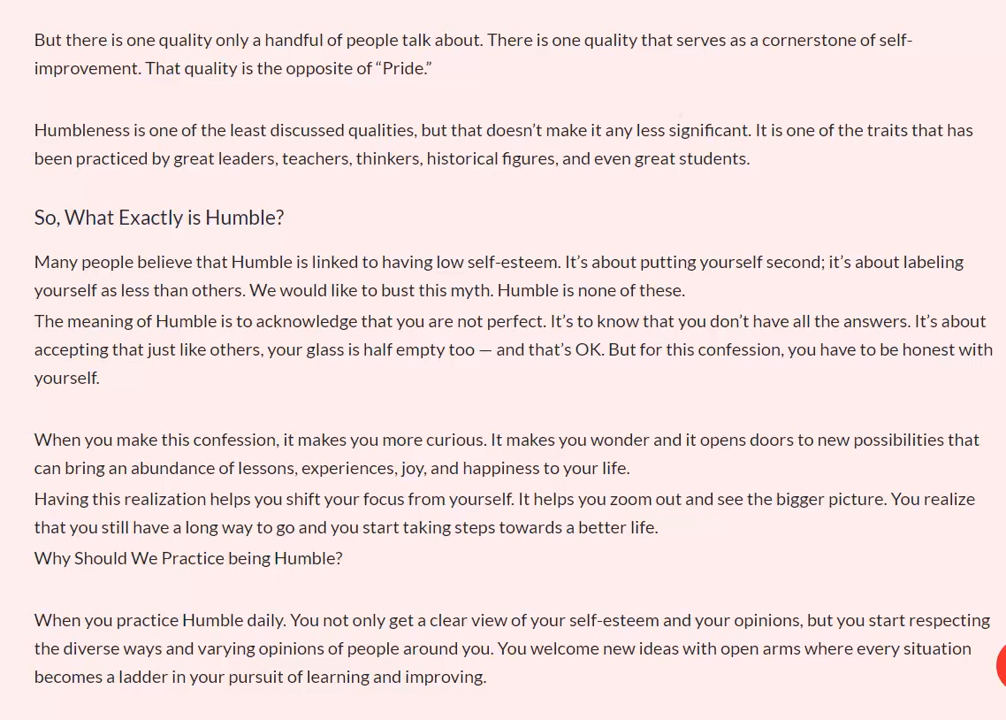 But there is one quality only a handful of people talk about. There is one quality that serves as a cornerstone of self-
improvement. That quality is the opposite of “Pride.”
Humbleness is one of the least discussed qualities, but that doesn’t make it any less significant. It is one of the traits that has
been practiced by great leaders, teachers, thinkers, historical figures, and even great students.
So, What Exactly is Humble?
Many people believe that Humble is linked to having low self-esteem. It’s about putting yourself second; it’s about labeling
yourself as less than others. We would like to bust this myth. Humble is none of these.
The meaning of Humble is to acknowledge that you are not perfect. It’s to know that you don’t have all the answers. It’s about
accepting that just like others, your glass is half empty too — and that’s OK. But for this confession, you have to be honest with
yourself.
When you make this confession, it makes you more curious. It makes you wonder and it opens doors to new possibilities that
can bring an abundance of lessons, experiences, joy, and happiness to your life.
Having this realization helps you shift your focus from yourself. It helps you zoom out and see the bigger picture. You realize
that you still have a long way to go and you start taking steps towards a better life.
Why Should We Practice being Humble?
When you practice Humble daily. You not only get a clear view of your self-esteem and your opinions, but you start respecting
the diverse ways and varying opinions of people around you. You welcome new ideas with open arms where every situation
becomes a ladder in your pursuit of learning and improving.